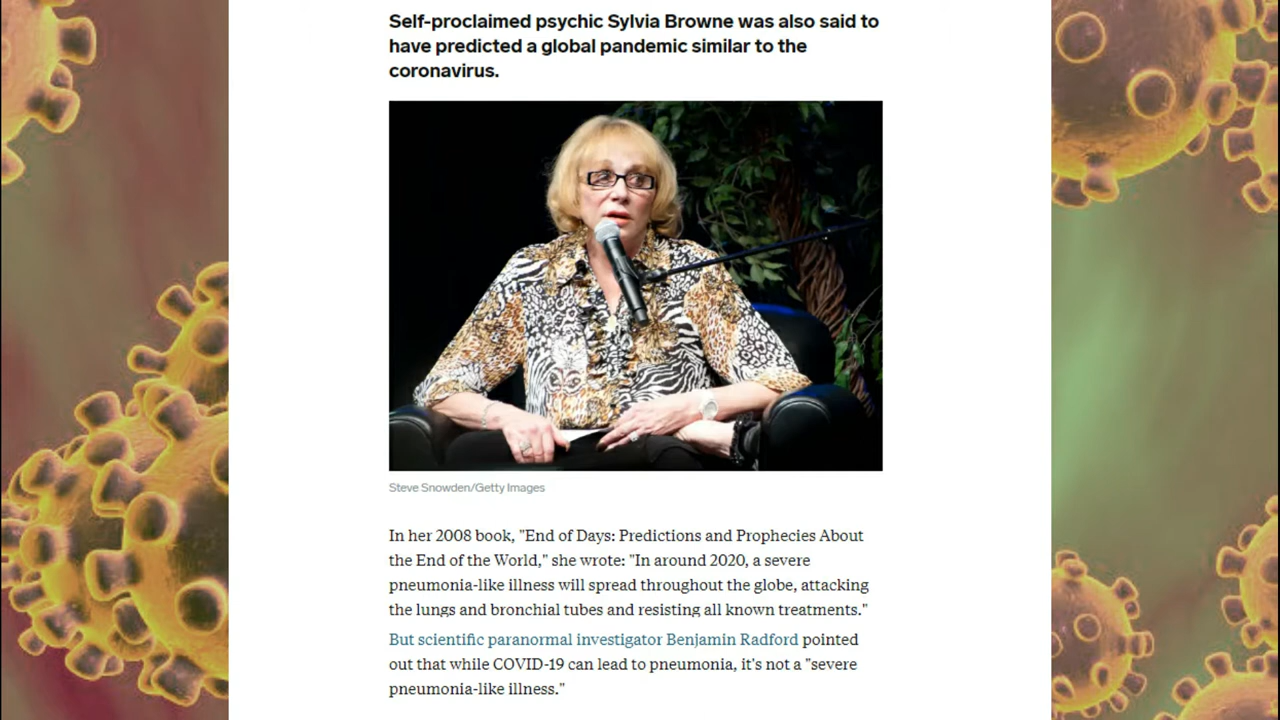 Self-proclaimed psychic Sylvia Browne was also said to
have predicted a global pandemic similar to the
coronavirus.
Steve Snowden/Getty Images
In her 2008 book, "End of Days: Predictions and Prophecies About
the End of the World," she wrote: "In around 2020, a severe
pneumonia-like illness will spread throughout the globe, attacking
the lungs and bronchial tubes and resisting all known treatments."
But scientific paranormal investigator Benjamin Radford pointed
out that while COVID-19 can lead to pneumonia, it's not a "severe
pneumonia-like illness."